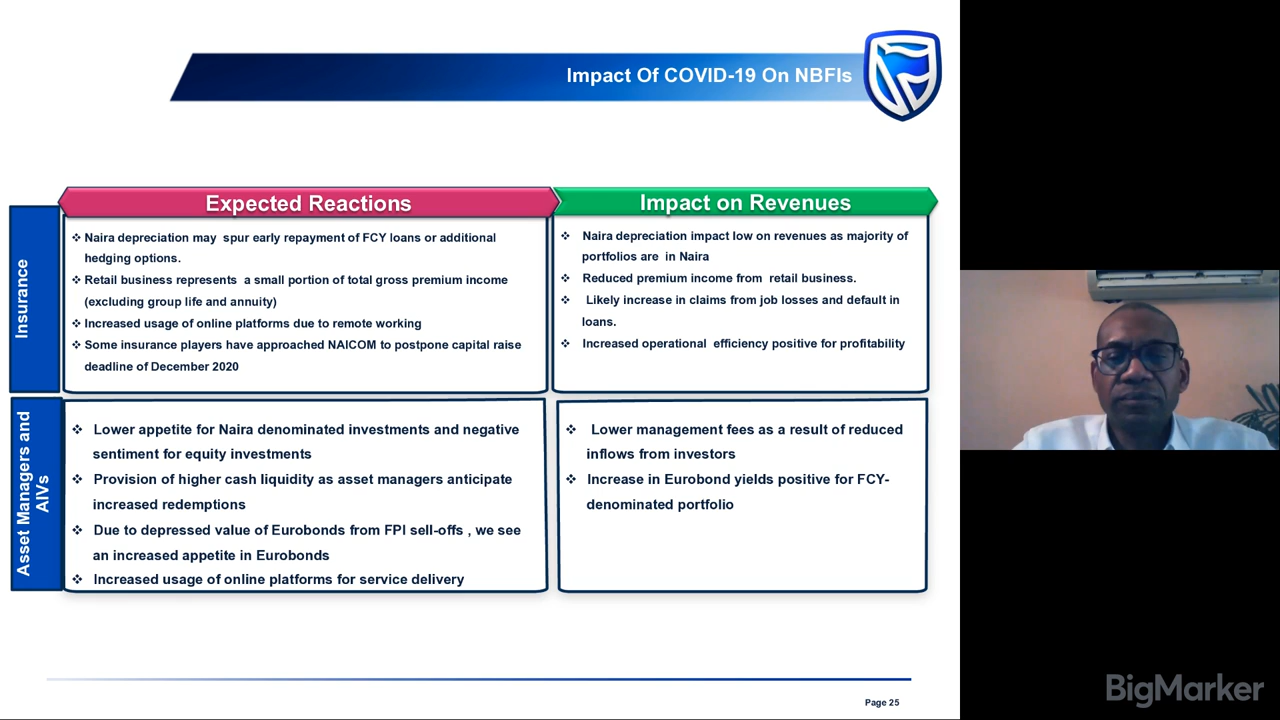 Impact Of COVID-19 On NBFIs
Expected Reactions
Impact on Revenues
Insurance
❖ Naira depreciation may spur early repayment of FCY loans or additional
hedging options.
❖ Retail business represents a small portion of total gross premium income
(excluding group life and annuity)
❖ Increased usage of online platforms due to remote working
❖ Some insurance players have approached NAICOM to postpone capital raise
deadline of December 2020
❖ Naira depreciation impact low on revenues as majority of
portfolios are in Naira
❖ Reduced premium income from retail business.
❖ Likely increase in claims from job losses and default in
loans.
❖ Increased operational efficiency positive for profitability
Asset Managers and
AIVs
❖ Lower appetite for Naira denominated investments and negative
sentiment for equity investments
❖ Provision of higher cash liquidity as asset managers anticipate
increased redemptions
❖ Due to depressed value of Eurobonds from FPI sell-offs , we see
an increased appetite in Eurobonds
❖ Increased usage of online platforms for service delivery
❖ Lower management fees as a result of reduced
inflows from investors
❖ Increase in Eurobond yields positive for FCY-
denominated portfolio
Page 25
BigMarker